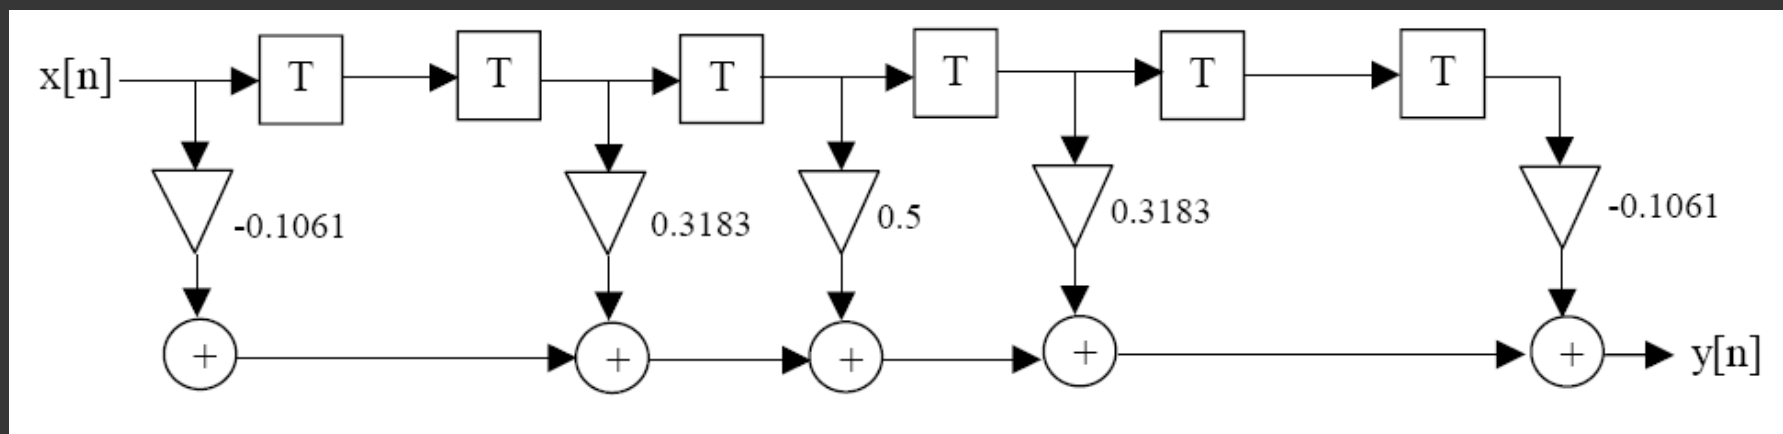 x[n] T T T T T T
-0.1061 0.3183 0.5 0.3183 -0.1061
+ + + + + y[n]